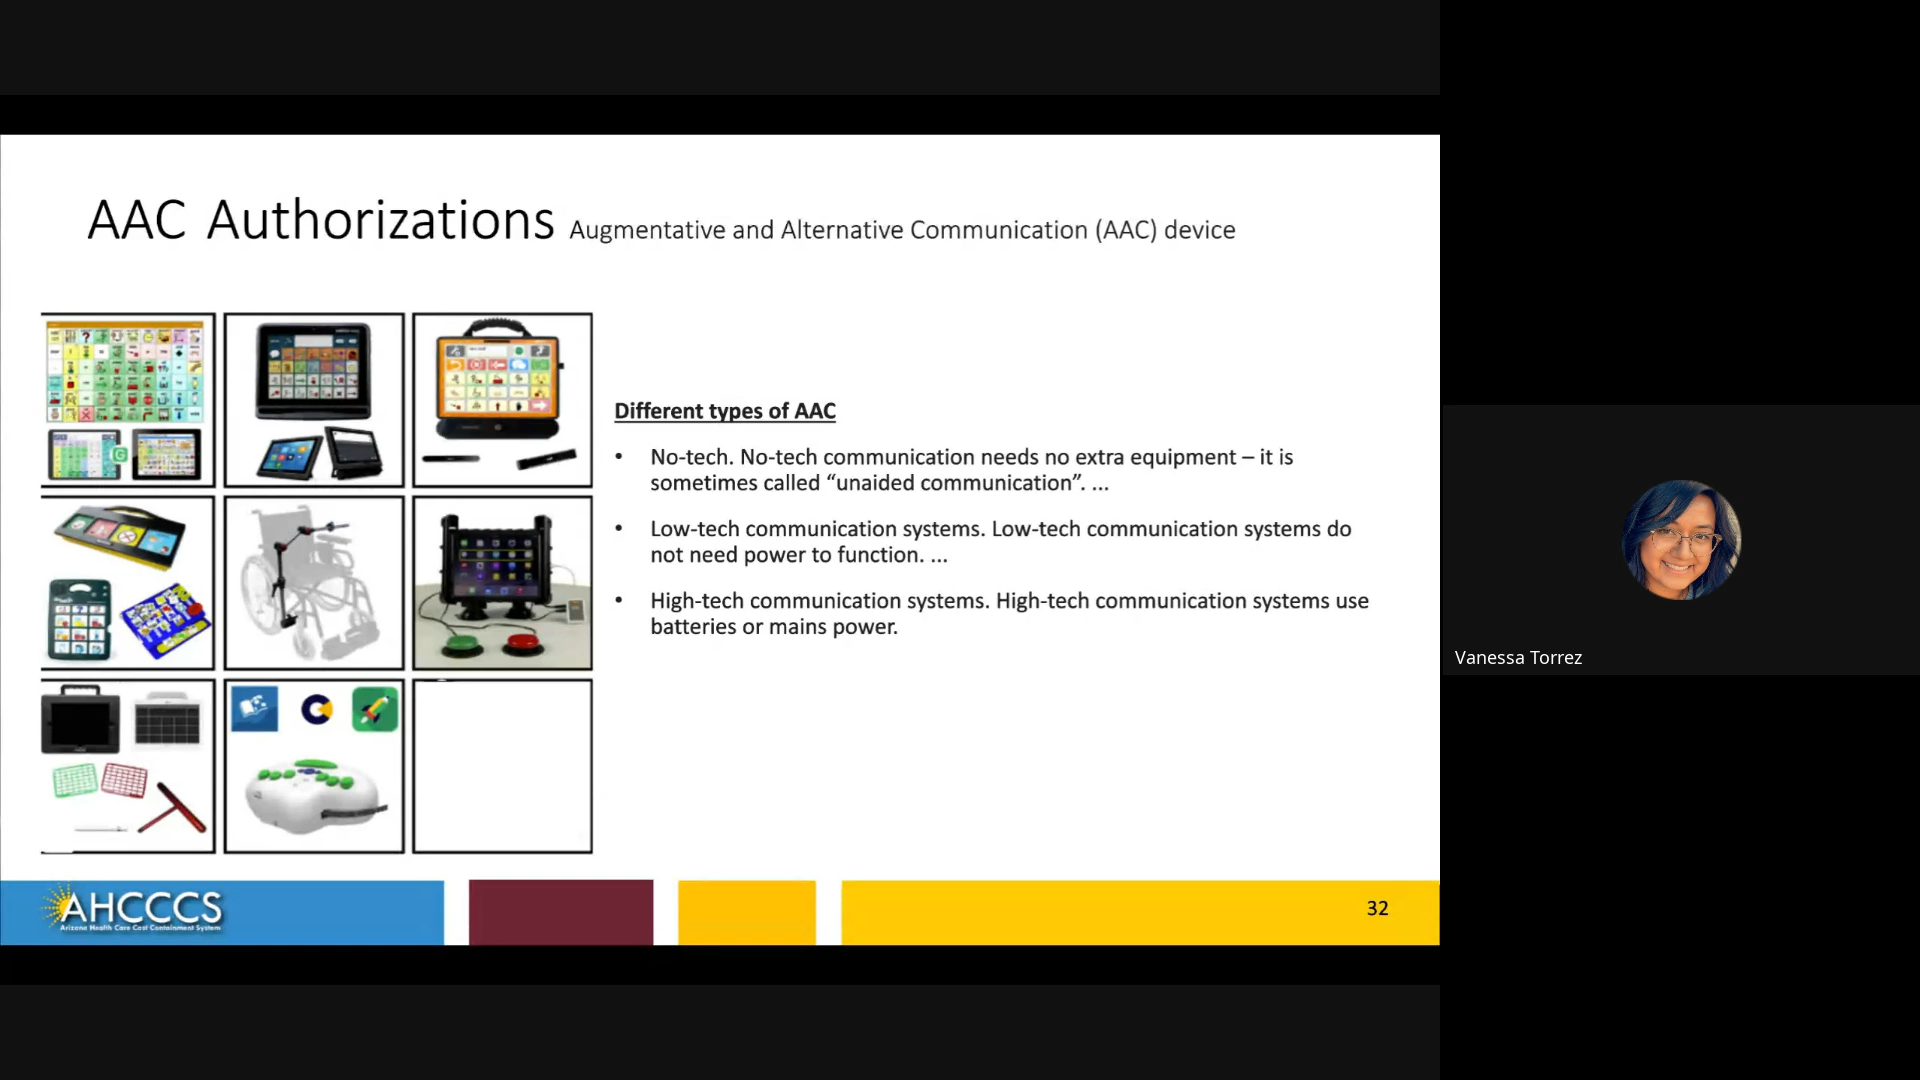 AAC Authorizations Augmentative and Alternative Communication (AAC) device
Different types of AAC
• No-tech. No-tech communication needs no extra equipment – it is
sometimes called “unaided communication”. ...
• Low-tech communication systems. Low-tech communication systems do
not need power to function. ...
• High-tech communication systems. High-tech communication systems use
batteries or mains power.
Vanessa Torrez
AHCCCS
Arizona Health Care Cost Containment System
32